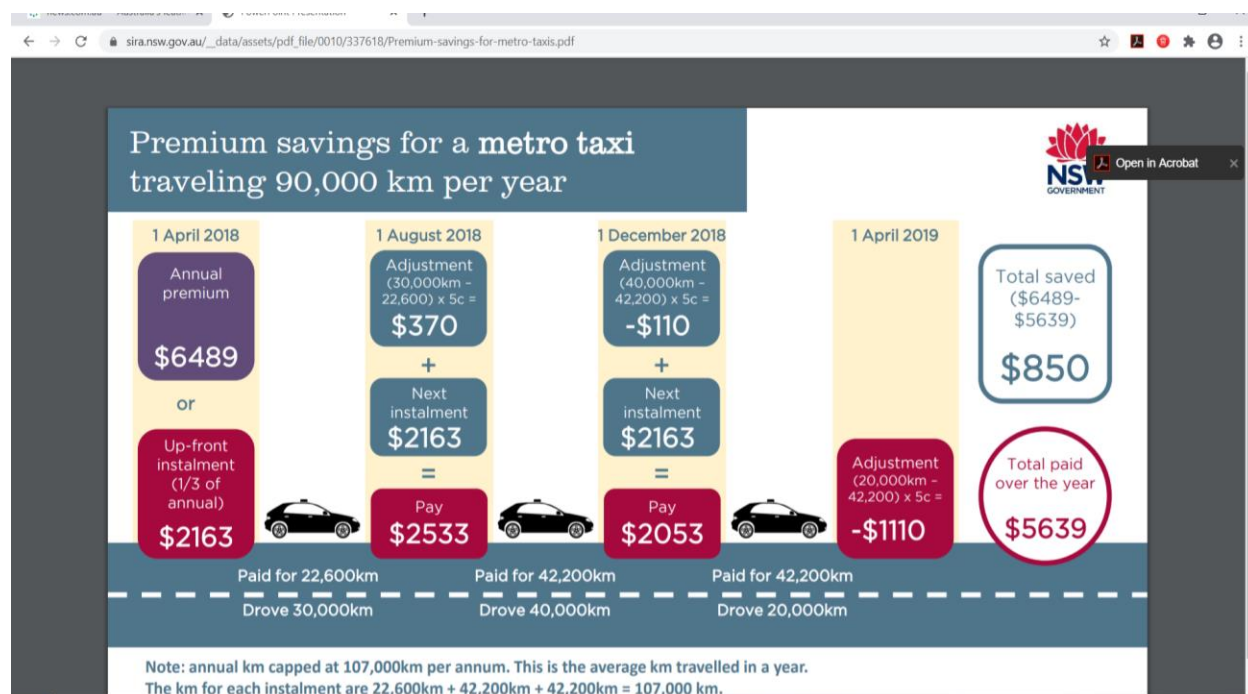 sira.nsw.gov.au/_data/assets/pdf_file/0010/337618/Premium-savings-for-metro-taxis.pdf
Premium savings for a metro taxi
traveling 90,000 km per year
NSW
GOVERNMENT
Open in Acrobat
1 April 2018
Annual
premium
$6489
or
Up-front
instalment
(1/3 of
annual)
$2163
1 August 2018
Adjustment
(30,000km –
22,600) x 5c =
$370
+
Next
instalment
$2163
=
Pay
$2533
1 December 2018
Adjustment
(40,000km –
42,200) x 5c =
-$110
+
Next
instalment
$2163
=
Pay
$2053
1 April 2019
Adjustment
(20,000km –
42,200) x 5c =
-$1110
Total saved
($6489-
$5639)
$850
Total paid
over the year
$5639
Paid for 22,600km
Paid for 42,200km
Paid for 42,200km
Drove 30,000km
Drove 40,000km
Drove 20,000km
Note: annual km capped at 107,000km per annum. This is the average km travelled in a year.
The km for each instalment are 22,600km + 42,200km + 42,200km = 107,000 km.